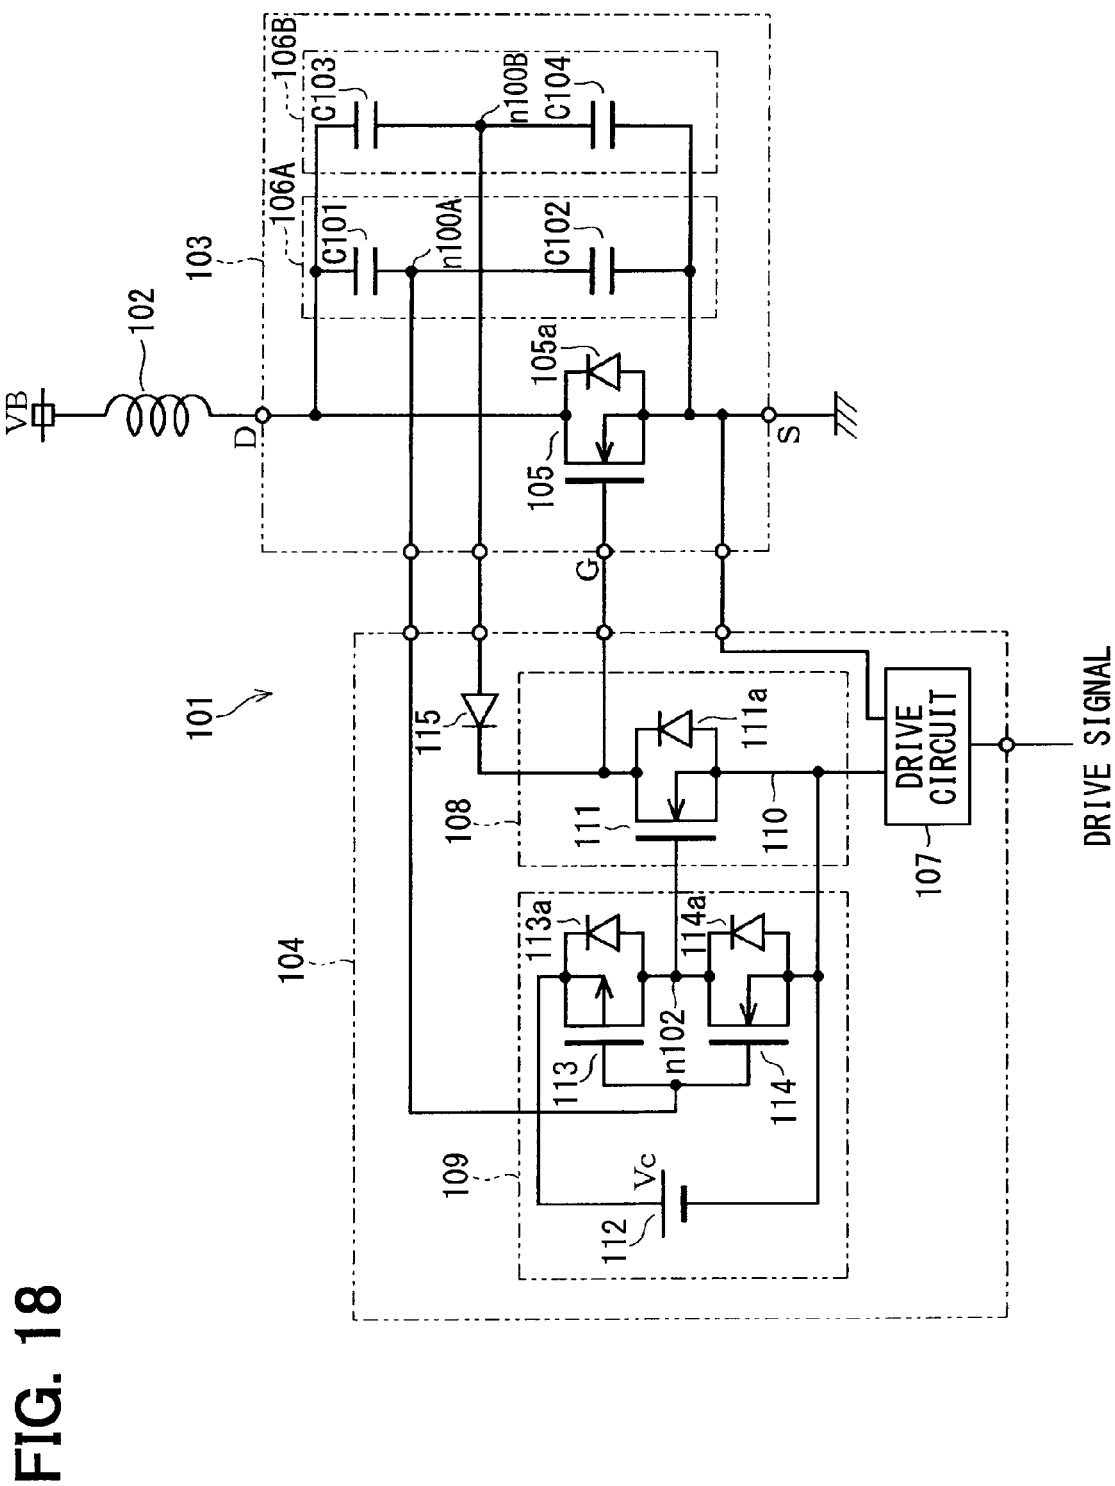 FIG. 18
101
VB
102
D
103
106A
106B
C101
C103
n100A
n100B
C102
C104
105
105a
G
S
104
115
108
111
111a
110
109
113
113a
n102
114
114a
112
Vc
107
DRIVE
CIRCUIT
DRIVE SIGNAL